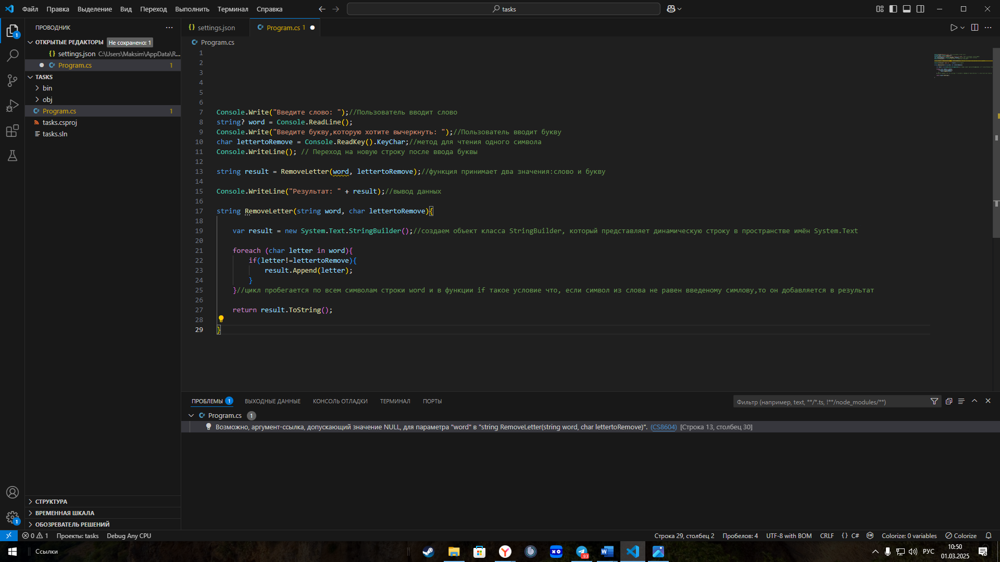 Файл Правка Выделение Вид Переход Выполнить Терминал Справка
tasks
ПРОВОДНИК
ОТКРЫТЫЕ РЕДАКТОРЫ Не сохранено: 1
{} settings.json C:\Users\Maksim\AppData\R...
Program.cs 1
TASKS
bin
obj
Program.cs 1
tasks.csproj
tasks.sln
СТРУКТУРА
ВРЕМЕННАЯ ШКАЛА
ОБОЗРЕВАТЕЛЬ РЕШЕНИЙ
{} settings.json
Program.cs 1
Program.cs
1
2
3
4
5
6
7 Console.Write("Введите слово: ");//Пользователь вводит слово
8 string? word = Console.ReadLine();
9 Console.Write("Введите букву,которую хотите вычеркнуть: ");//Пользователь вводит букву
10 char lettertoRemove = Console.ReadKey().KeyChar;//метод для чтения одного символа
11 Console.WriteLine(); // Переход на новую строку после ввода буквы
12
13 string result = RemoveLetter(word, lettertoRemove);//функция принимает два значения:слово и букву
14
15 Console.WriteLine("Результат: " + result);//вывод данных
16
17 string RemoveLetter(string word, char lettertoRemove){
18
19 var result = new System.Text.StringBuilder();//создаем объект класса StringBuilder, который представляет динамическую строку в пространстве имён System.Text
20
21 foreach (char letter in word){
22 if(letter!=lettertoRemove){
23 result.Append(letter);
24 }
25 }//цикл пробегается по всем символам строки word и в функции if такое условие что, если символ из слова не равен введеному симлову,то он добавляется в результат
26
27 return result.ToString();
28
29 }
ПРОБЛЕМЫ 1 ВЫХОДНЫЕ ДАННЫЕ КОНСОЛЬ ОТЛАДКИ ТЕРМИНАЛ ПОРТЫ
Фильтр (например, text, **/*.ts, !**/node_modules/**)
Program.cs 1
Возможно, аргумент-ссылка, допускающий значение NULL, для параметра "word" в "string RemoveLetter(string word, char lettertoRemove)". (CS8604) [Строка 13, столбец 30]
1
1
0 1 Проекты: tasks Debug Any CPU
Строка 29, столбец 2 Пробелов: 4 UTF-8 with BOM CRLF {} C# Colorize: 0 variables Colorize
Ссылки
XO
93
W
РУС
10:50
01.03.2025